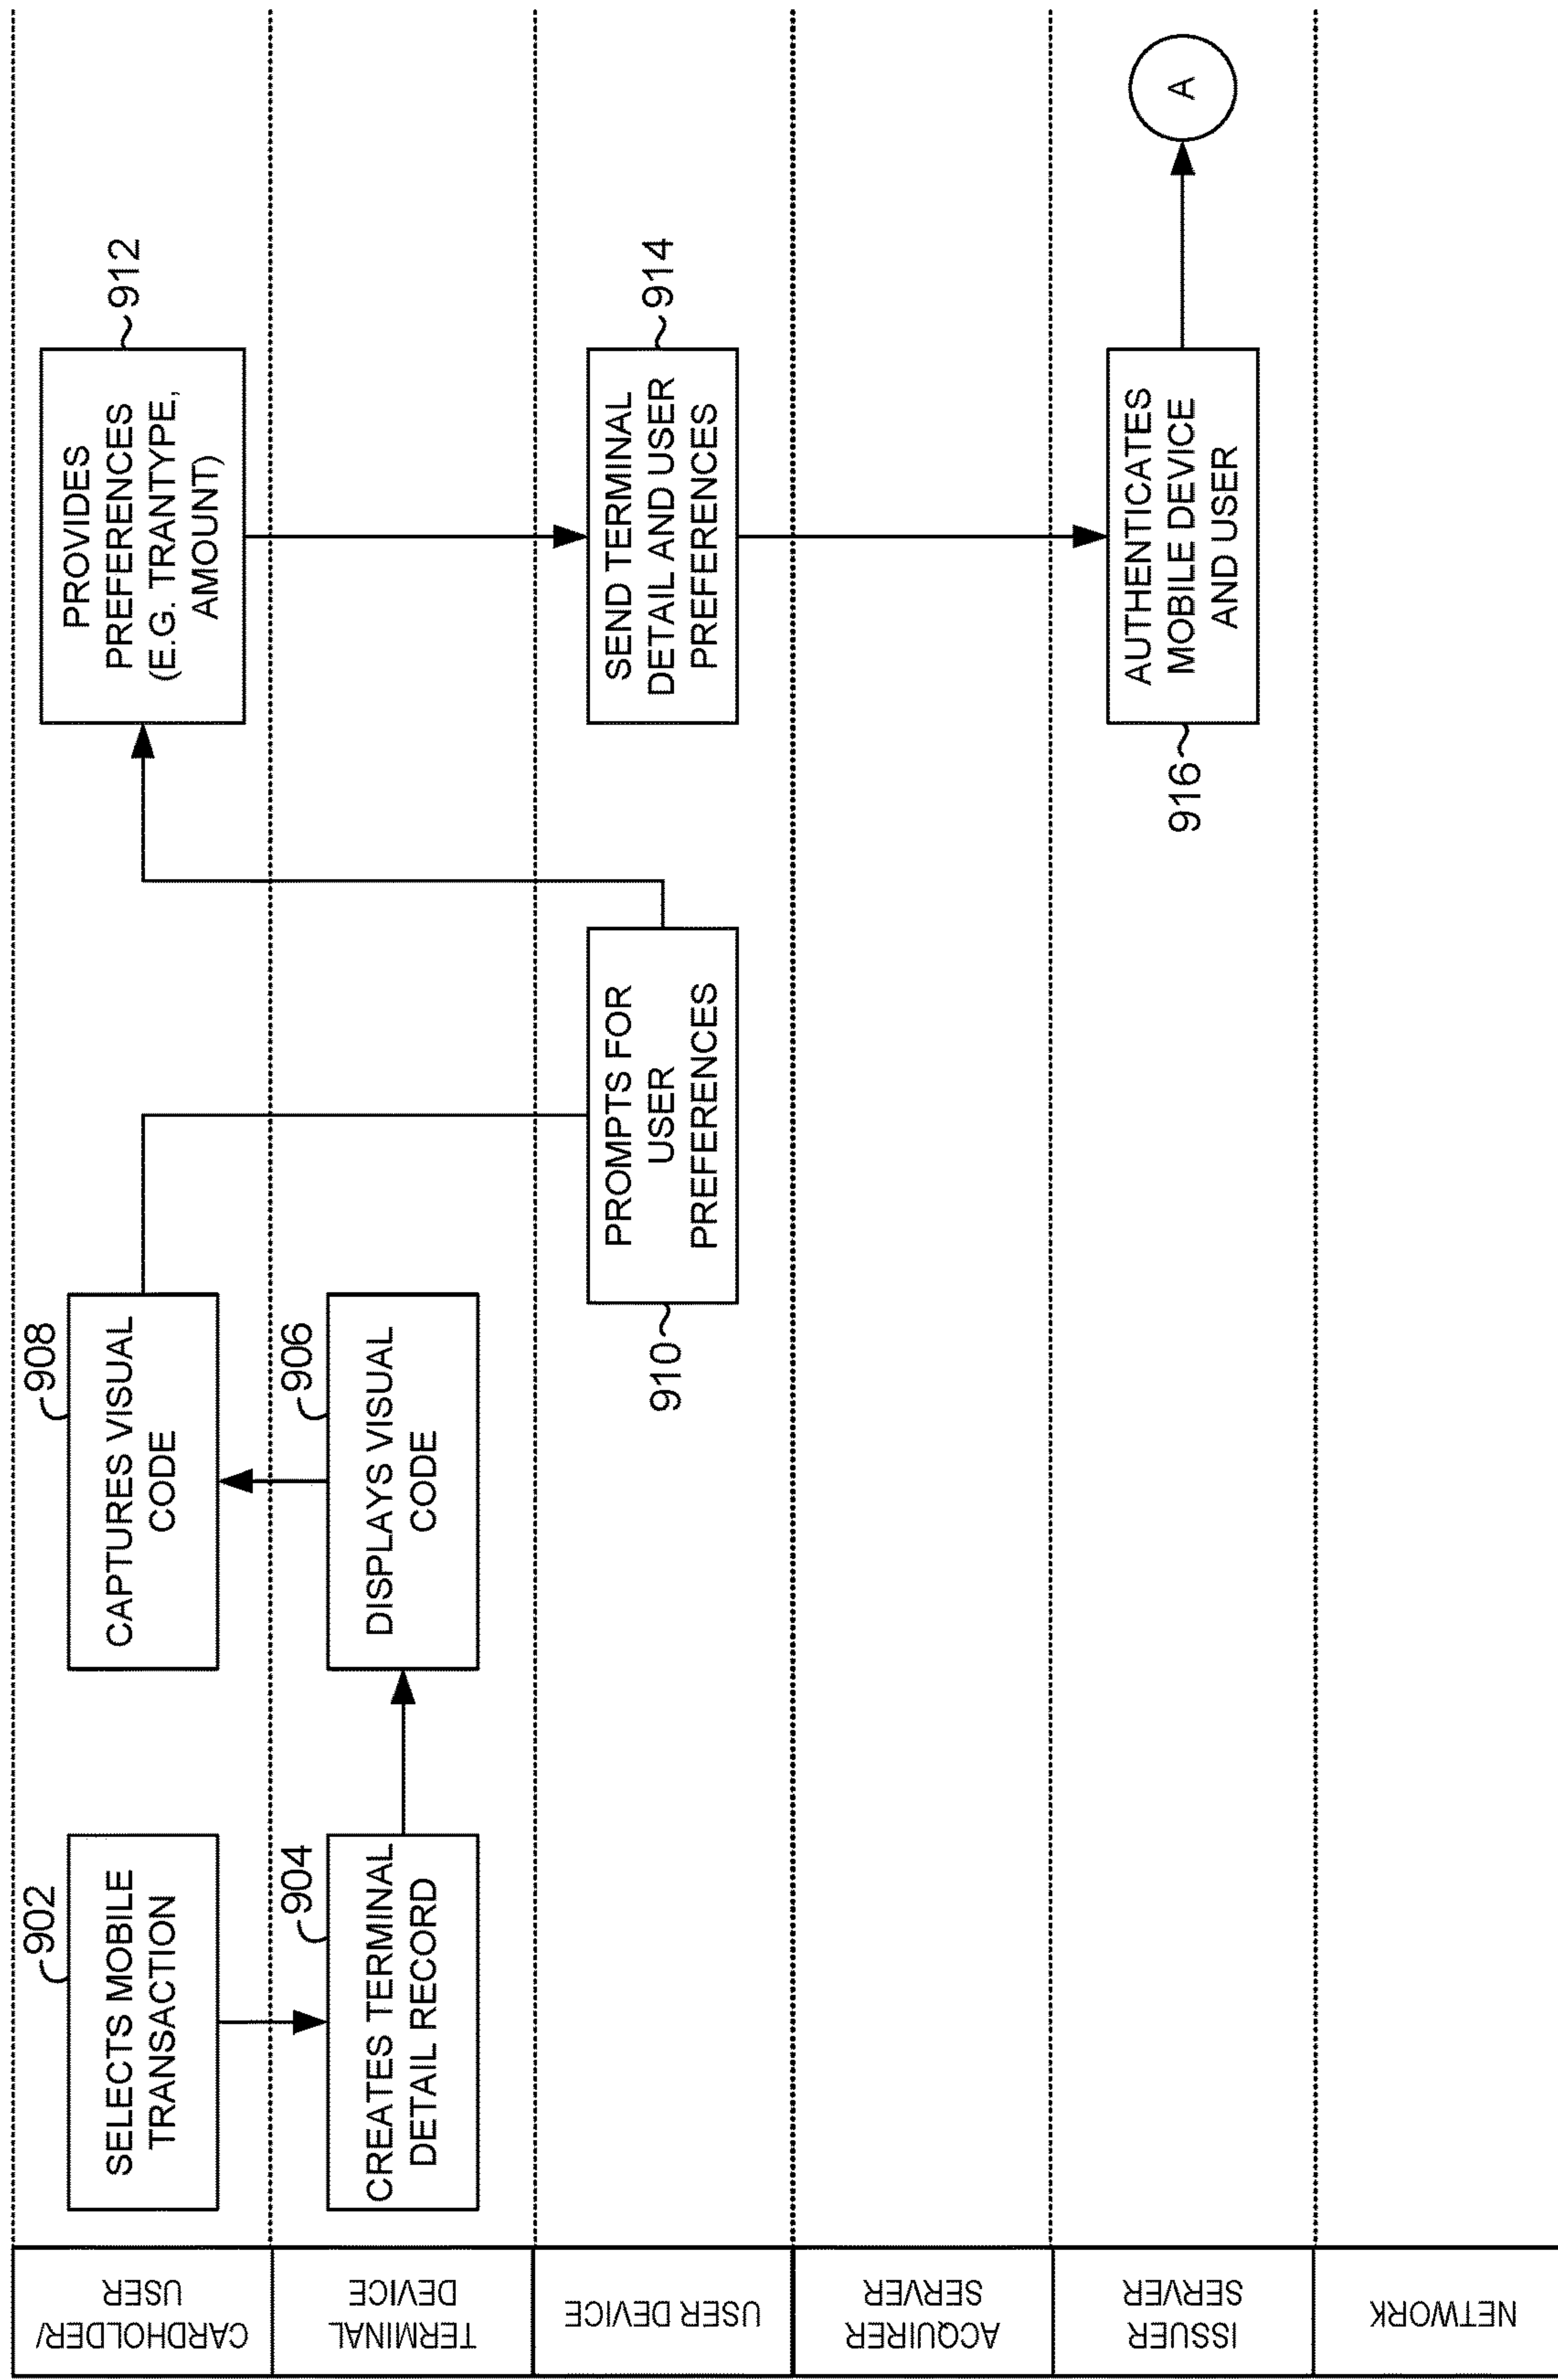 CARDHOLDER/
USER
902
SELECTS MOBILE
TRANSACTION
908
CAPTURES VISUAL
CODE
912
PROVIDES
PREFERENCES
(E.G. TRANTYPE,
AMOUNT)
TERMINAL
DEVICE
904
CREATES TERMINAL
DETAIL RECORD
906
DISPLAYS VISUAL
CODE
USER DEVICE
910
PROMPTS FOR
USER
PREFERENCES
914
SEND TERMINAL
DETAIL AND USER
PREFERENCES
ACQUIRER
SERVER
ISSUER
SERVER
916
AUTHENTICATES
MOBILE DEVICE
AND USER
A
NETWORK